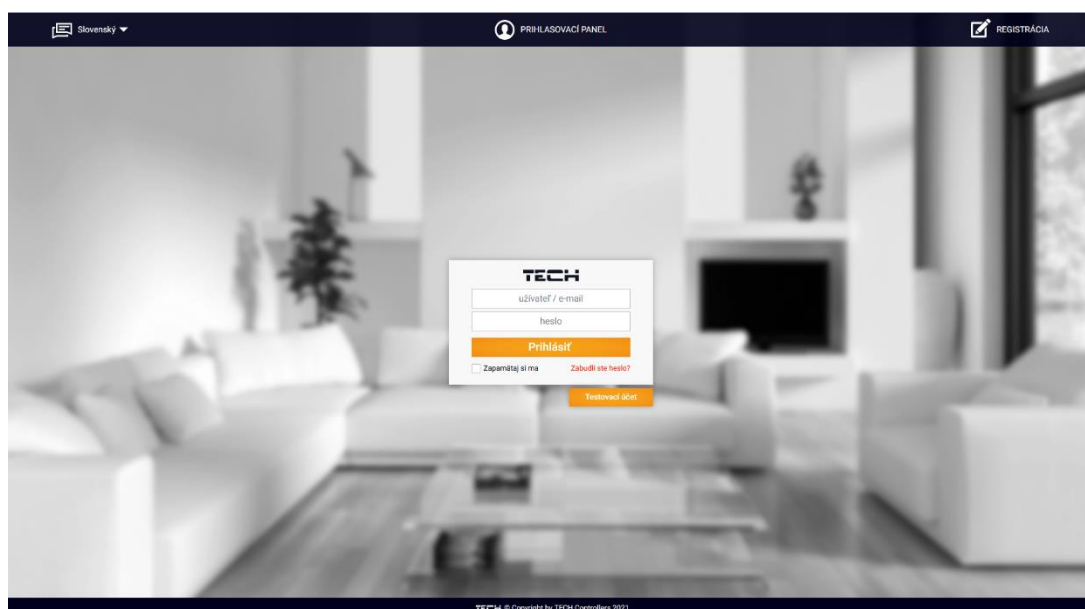 Slovenský
PRIHLASOVACÍ PANEL
REGISTRÁCIA
TECH
užívateľ / e-mail
heslo
Prihlásiť
Zapamätaj si ma
Zabudli ste heslo?
Testovací účet
TECH © Copyright by TECH Controllers 2021